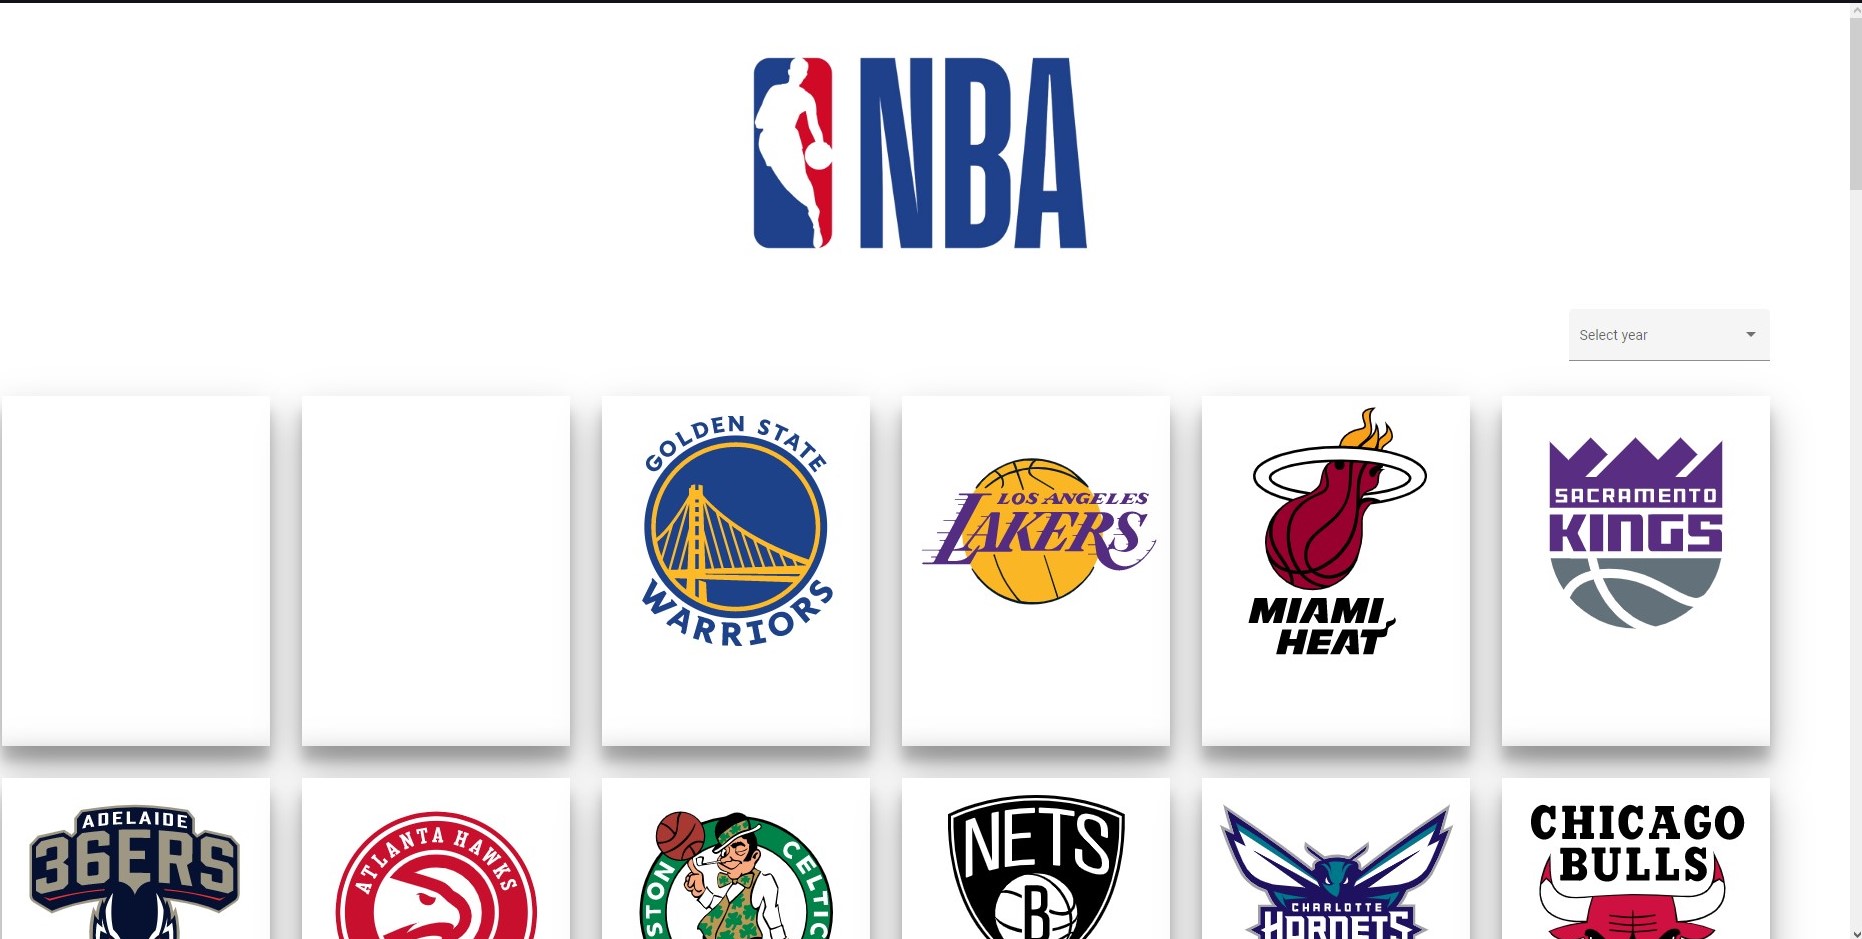 NBA
Select year
GOLDEN STATE
WARRIORS
LOS ANGELES
LAKERS
MIAMI
HEAT
SACRAMENTO
KINGS
ADELAIDE
36ERS
ATLANTA HAWKS
STON
CELTIC
NETS
B
CHARLOTTE
HORNETS
CHICAGO
BULLS